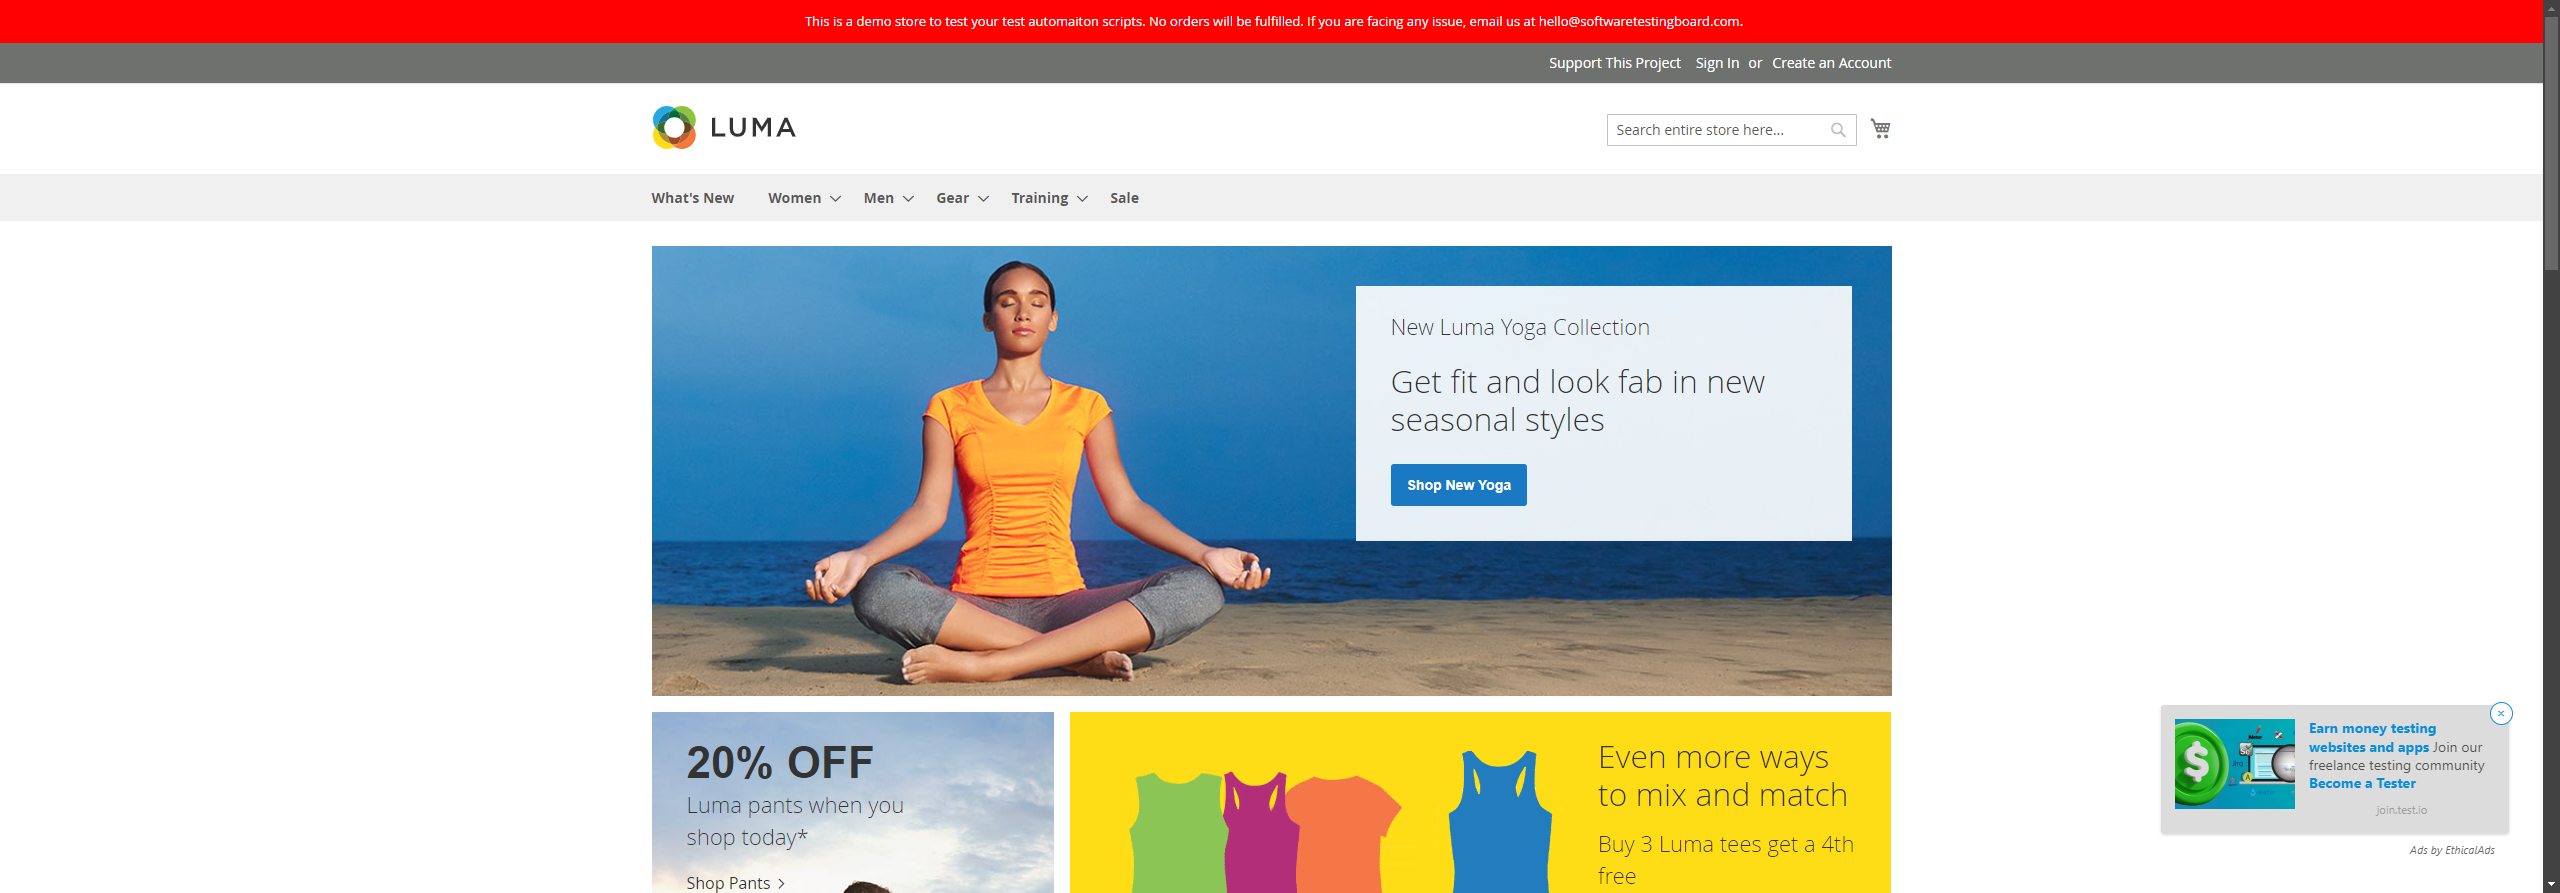 This is a demo store to test your test automaiton scripts. No orders will be fulfilled. If you are facing any issue, email us at hello@softwaretestingboard.com.
Support This Project Sign In or Create an Account
LUMA
Search entire store here...
What's New Women Men Gear Training Sale
New Luma Yoga Collection
Get fit and look fab in new
seasonal styles
Shop New Yoga
20% OFF
Luma pants when you
shop today*
Shop Pants
Even more ways
to mix and match
Buy 3 Luma tees get a 4th
free
Earn money testing
websites and apps Join our
freelance testing community
Become a Tester
join.test.io
Ads by EthicalAds